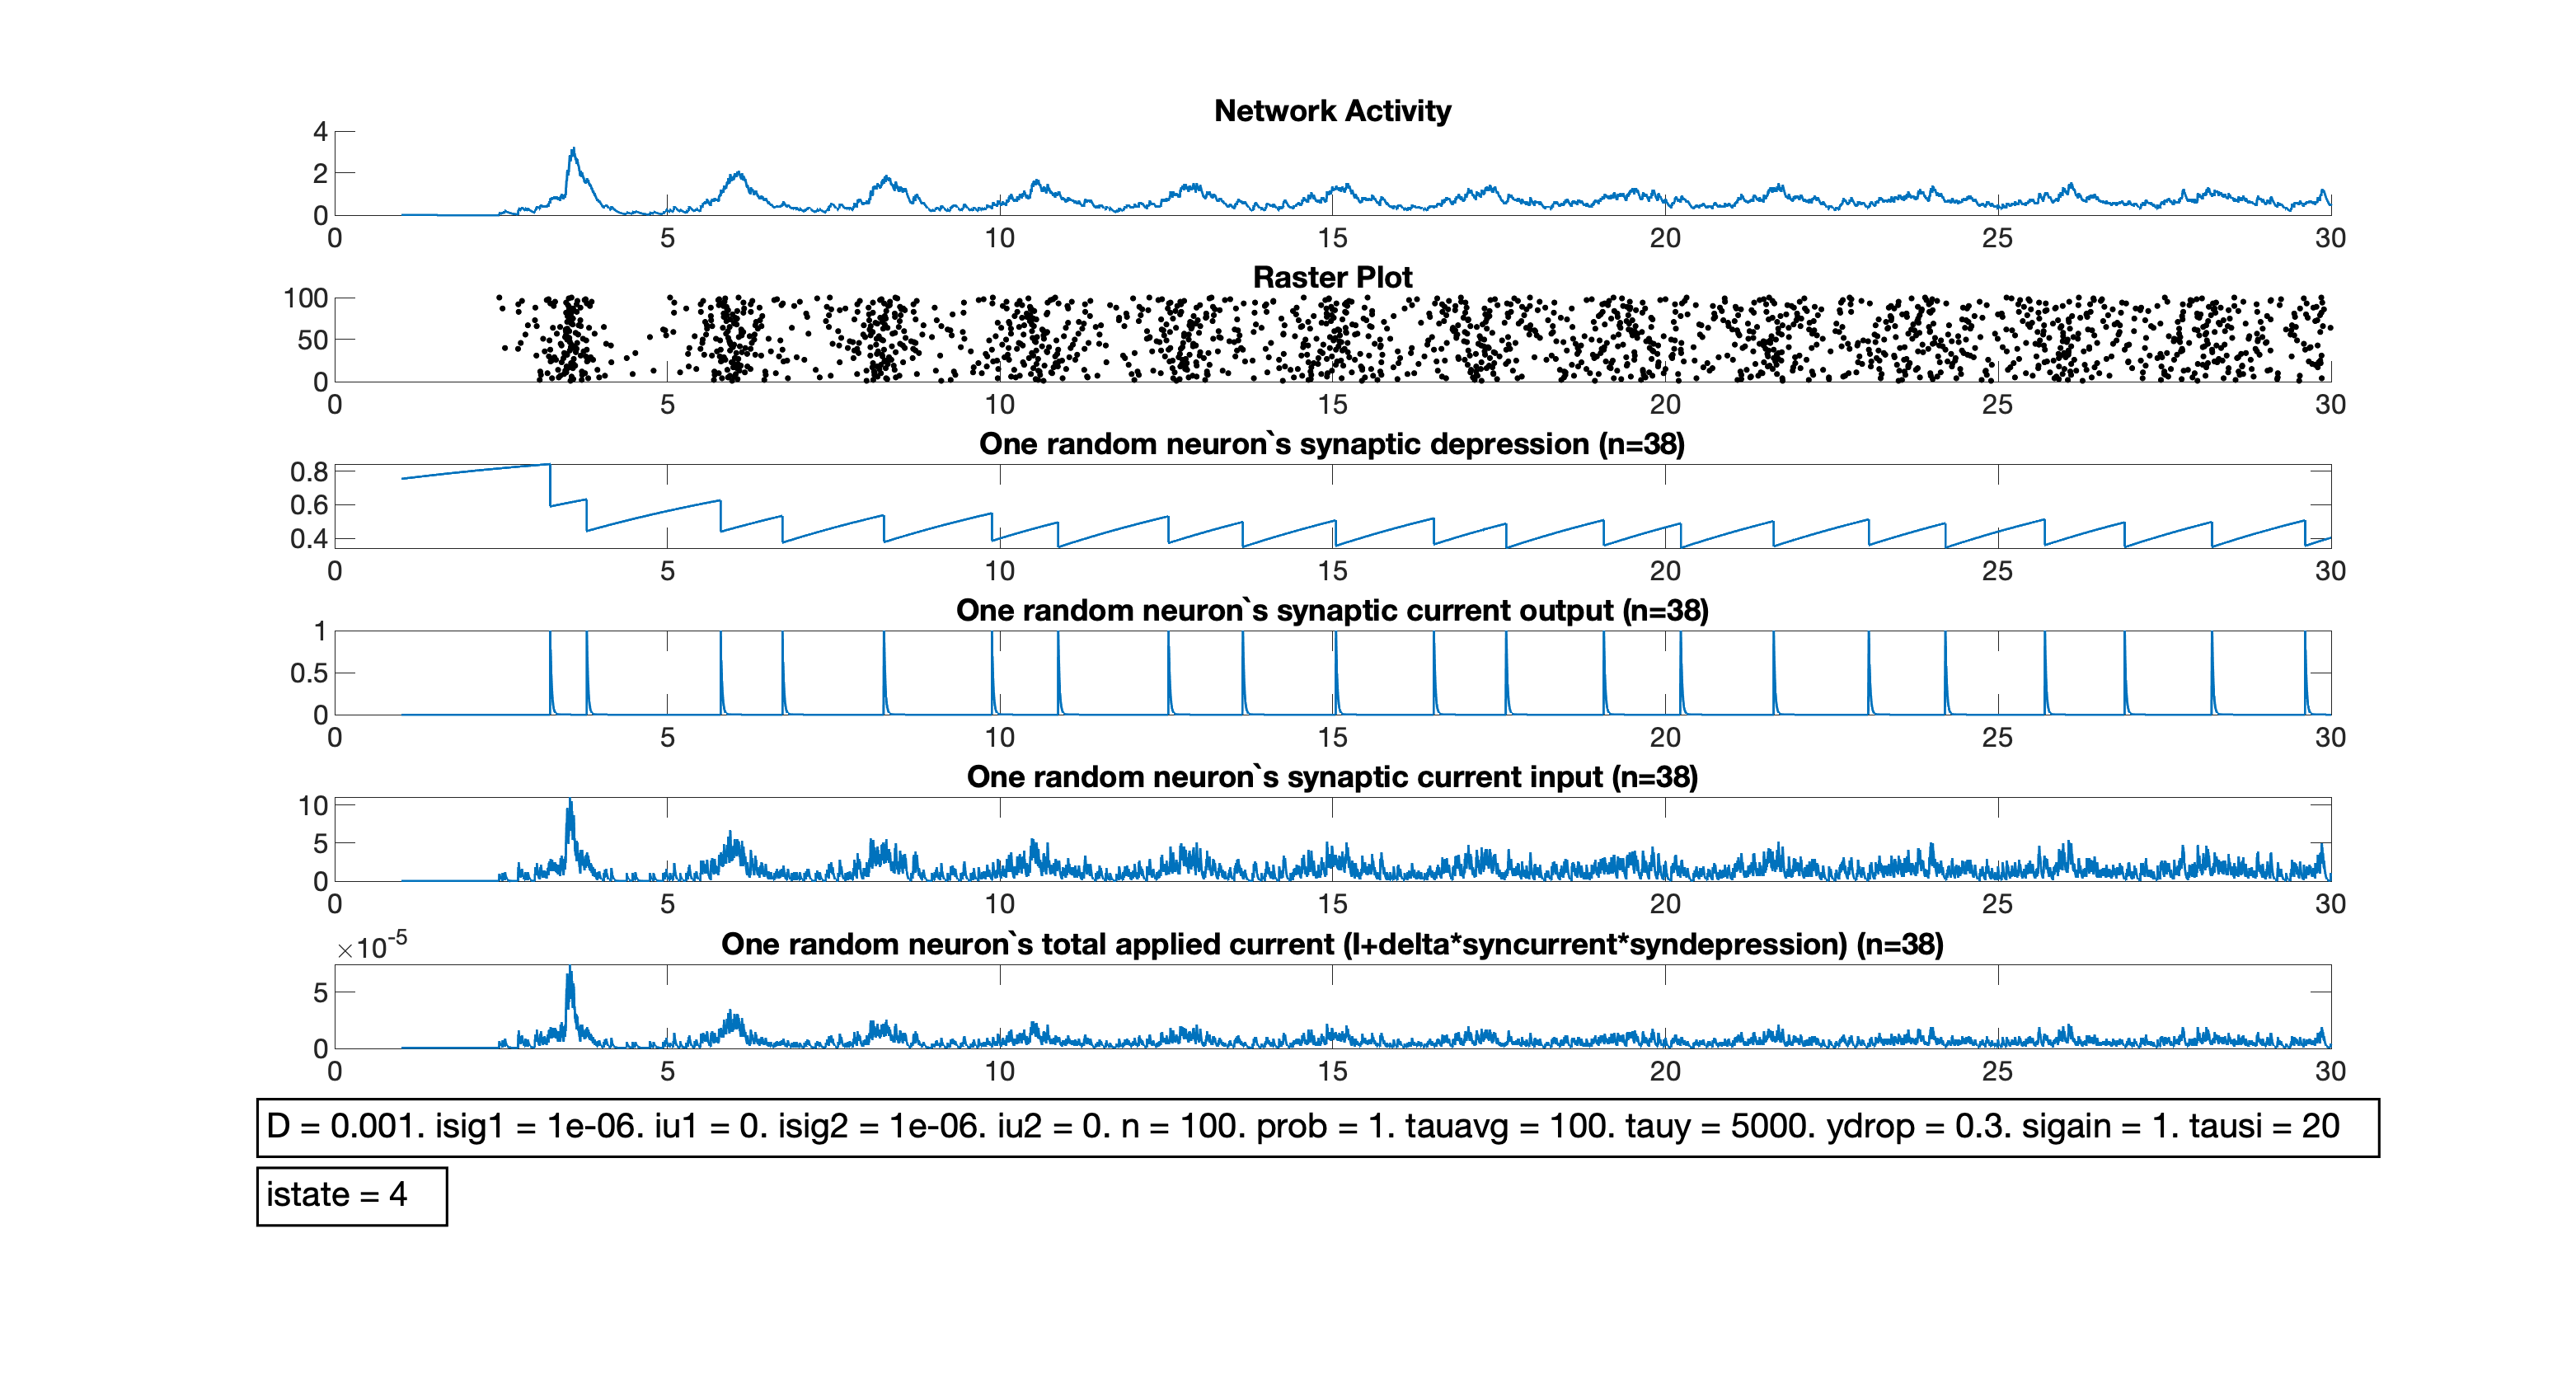 Network Activity
4
2
0
0 5 10 15 20 25 30
Raster Plot
100
50
0
0 5 10 15 20 25 30
One random neuron`s synaptic depression (n=38)
0.8
0.6
0.4
0 5 10 15 20 25 30
One random neuron`s synaptic current output (n=38)
1
0.5
0
0 5 10 15 20 25 30
One random neuron`s synaptic current input (n=38)
10
5
0
0 5 10 15 20 25 30
×10-5 One random neuron`s total applied current (I+delta*syncurrent*syndepression) (n=38)
5
0
0 5 10 15 20 25 30
D = 0.001. isig1 = 1e-06. iu1 = 0. isig2 = 1e-06. iu2 = 0. n = 100. prob = 1. tauavg = 100. tauy = 5000. ydrop = 0.3. sigain = 1. tausi = 20
istate = 4